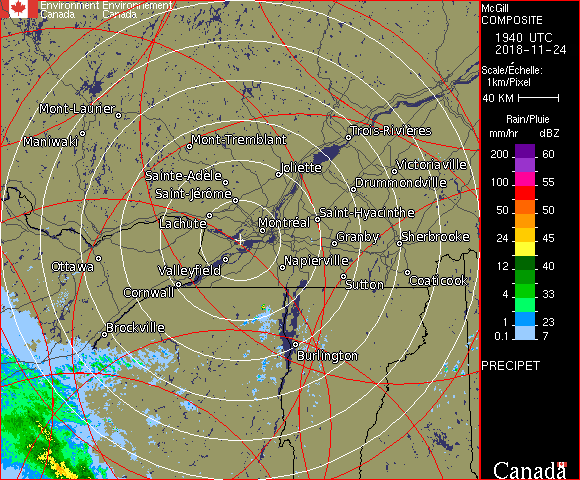 Environment Environnement
Canada Canada
McGill
COMPOSITE
1940 UTC
2018-11-24
Scale/Échelle:
1km/Pixel
40 KM
Rain/Pluie
mm/hr dBZ
200 60
100 55
50 50
24 45
12 40
4 33
1 23
0.1 7
PRECIPET
Canada
Mont-Laurier
Maniwaki
Mont-Tremblant
Trois-Rivières
Sainte-Adèle
Joliette
Victoriaville
Saint-Jérôme
Drummondville
Lachute
Montréal
Saint-Hyacinthe
Granby
Sherbrooke
Ottawa
Valleyfield
Napierville
Cornwall
Sutton
Coaticook
Brockville
Burlington